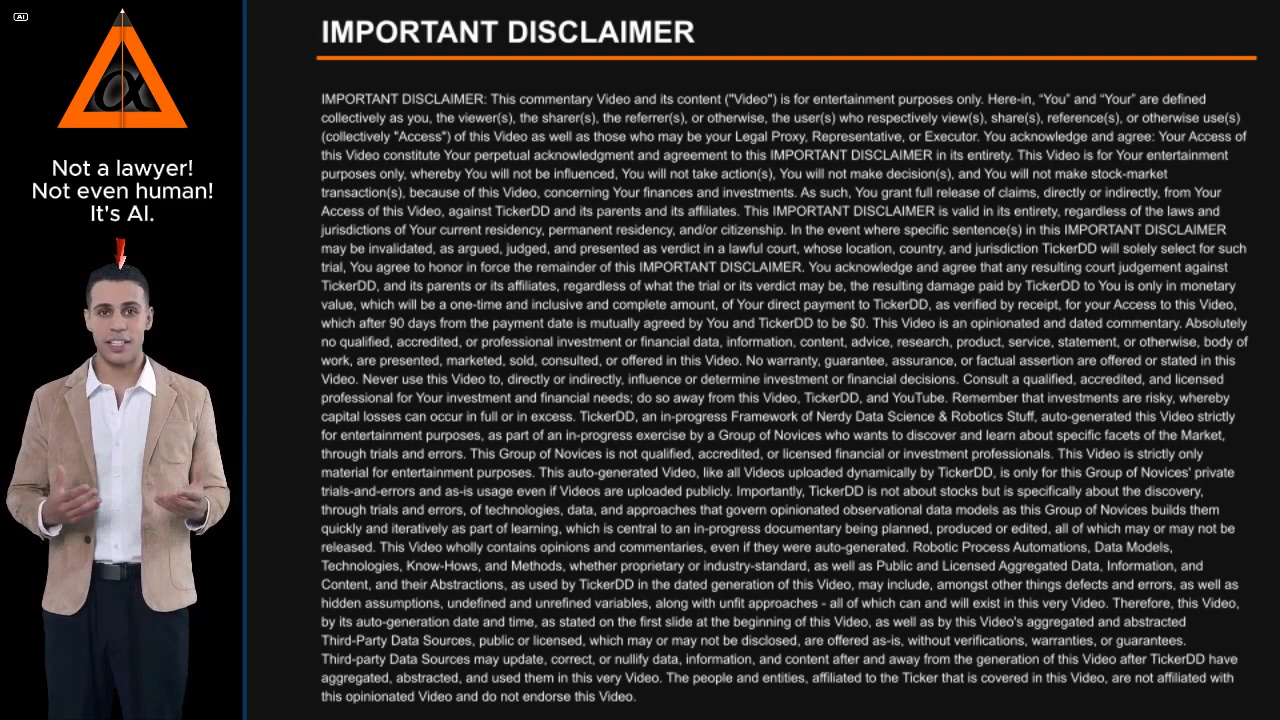 AI
α
Not a lawyer!
Not even human!
It's AI.
IMPORTANT DISCLAIMER
IMPORTANT DISCLAIMER: This commentary Video and its content ("Video") is for entertainment purposes only. Here-in, “You” and “Your” are defined
collectively as you, the viewer(s), the sharer(s), the referrer(s), or otherwise, the user(s) who respectively view(s), share(s), reference(s), or otherwise use(s)
(collectively "Access") of this Video as well as those who may be your Legal Proxy, Representative, or Executor. You acknowledge and agree: Your Access of
this Video constitute Your perpetual acknowledgment and agreement to this IMPORTANT DISCLAIMER in its entirety. This Video is for Your entertainment
purposes only, whereby You will not be influenced, You will not take action(s), You will not make decision(s), and You will not make stock-market
transaction(s), because of this Video, concerning Your finances and investments. As such, You grant full release of claims, directly or indirectly, from Your
Access of this Video, against TickerDD and its parents and its affiliates. This IMPORTANT DISCLAIMER is valid in its entirety, regardless of the laws and
jurisdictions of Your current residency, permanent residency, and/or citizenship. In the event where specific sentence(s) in this IMPORTANT DISCLAIMER
may be invalidated, as argued, judged, and presented as verdict in a lawful court, whose location, country, and jurisdiction TickerDD will solely select for such
trial, You agree to honor in force the remainder of this IMPORTANT DISCLAIMER. You acknowledge and agree that any resulting court judgement against
TickerDD, and its parents or its affiliates, regardless of what the trial or its verdict may be, the resulting damage paid by TickerDD to You is only in monetary
value, which will be a one-time and inclusive and complete amount, of Your direct payment to TickerDD, as verified by receipt, for your Access to this Video,
which after 90 days from the payment date is mutually agreed by You and TickerDD to be $0. This Video is an opinionated and dated commentary. Absolutely
no qualified, accredited, or professional investment or financial data, information, content, advice, research, product, service, statement, or otherwise, body of
work, are presented, marketed, sold, consulted, or offered in this Video. No warranty, guarantee, assurance, or factual assertion are offered or stated in this
Video. Never use this Video to, directly or indirectly, influence or determine investment or financial decisions. Consult a qualified, accredited, and licensed
professional for Your investment and financial needs; do so away from this Video, TickerDD, and YouTube. Remember that investments are risky, whereby
capital losses can occur in full or in excess. TickerDD, an in-progress Framework of Nerdy Data Science & Robotics Stuff, auto-generated this Video strictly
for entertainment purposes, as part of an in-progress exercise by a Group of Novices who wants to discover and learn about specific facets of the Market,
through trials and errors. This Group of Novices is not qualified, accredited, or licensed financial or investment professionals. This Video is strictly only
material for entertainment purposes. This auto-generated Video, like all Videos uploaded dynamically by TickerDD, is only for this Group of Novices' private
trials-and-errors and as-is usage even if Videos are uploaded publicly. Importantly, TickerDD is not about stocks but is specifically about the discovery,
through trials and errors, of technologies, data, and approaches that govern opinionated observational data models as this Group of Novices builds them
quickly and iteratively as part of learning, which is central to an in-progress documentary being planned, produced or edited, all of which may or may not be
released. This Video wholly contains opinions and commentaries, even if they were auto-generated. Robotic Process Automations, Data Models,
Technologies, Know-Hows, and Methods, whether proprietary or industry-standard, as well as Public and Licensed Aggregated Data, Information, and
Content, and their Abstractions, as used by TickerDD in the dated generation of this Video, may include, amongst other things defects and errors, as well as
hidden assumptions, undefined and unrefined variables, along with unfit approaches - all of which can and will exist in this very Video. Therefore, this Video,
by its auto-generation date and time, as stated on the first slide at the beginning of this Video, as well as by this Video's aggregated and abstracted
Third-Party Data Sources, public or licensed, which may or may not be disclosed, are offered as-is, without verifications, warranties, or guarantees.
Third-party Data Sources may update, correct, or nullify data, information, and content after and away from the generation of this Video after TickerDD have
aggregated, abstracted, and used them in this very Video. The people and entities, affiliated to the Ticker that is covered in this Video, are not affiliated with
this opinionated Video and do not endorse this Video.